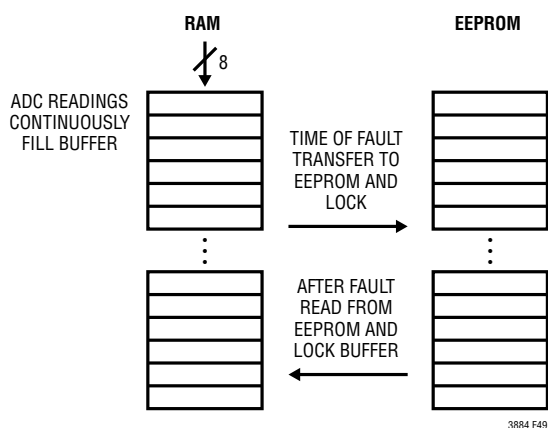 RAM
EEPROM
8
ADC READINGS
CONTINUOUSLY
FILL BUFFER
TIME OF FAULT
TRANSFER TO
EEPROM AND
LOCK
AFTER FAULT
READ FROM
EEPROM AND
LOCK BUFFER
3884 F49